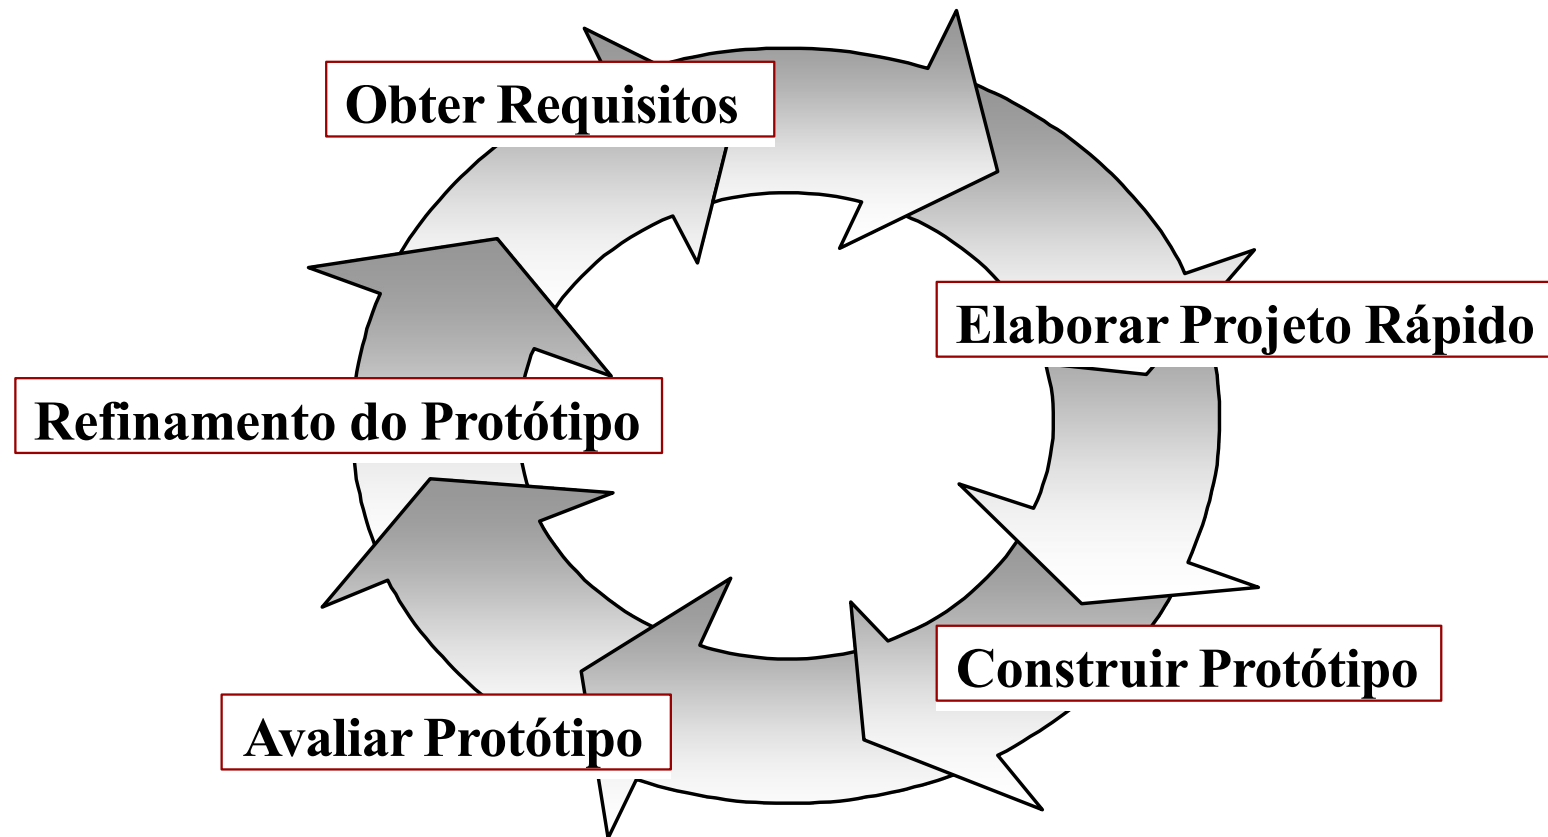 Obter Requisitos
Elaborar Projeto Rápido
Refinamento do Protótipo
Construir Protótipo
Avaliar Protótipo